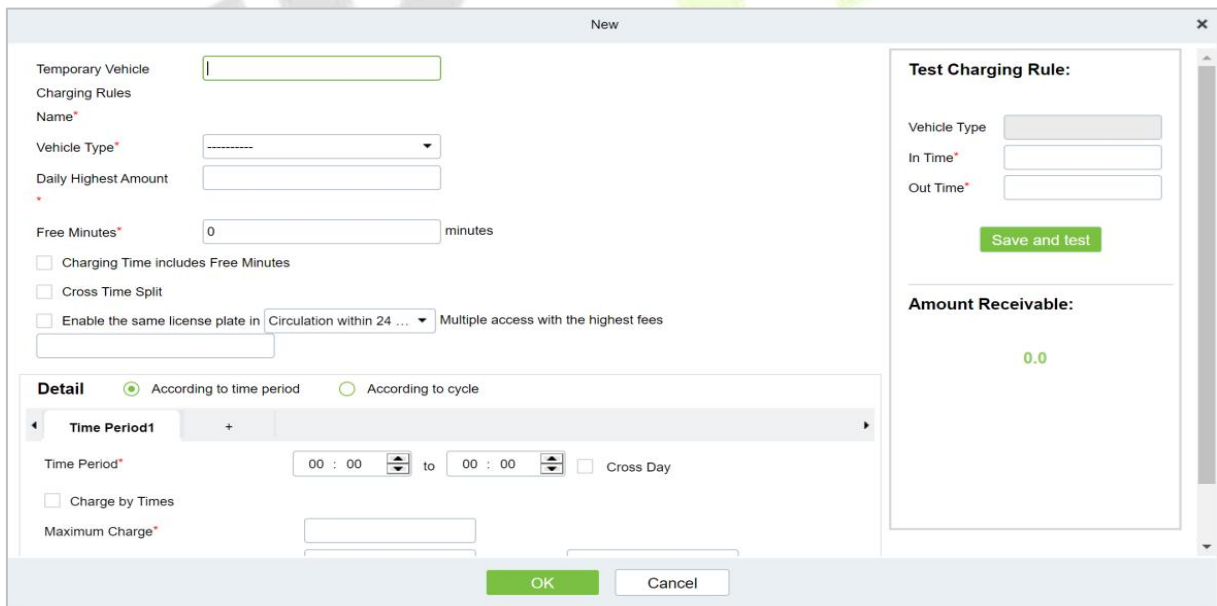 New
×
Temporary Vehicle
Charging Rules
Name*
Vehicle Type* ----------
Daily Highest Amount
*
Free Minutes* 0 minutes
Charging Time includes Free Minutes
Cross Time Split
Enable the same license plate in Circulation within 24 ... Multiple access with the highest fees
Detail According to time period According to cycle
Time Period1 +
Time Period* 00 : 00 to 00 : 00 Cross Day
Charge by Times
Maximum Charge*
Test Charging Rule:
Vehicle Type
In Time*
Out Time*
Save and test
Amount Receivable:
0.0
OK Cancel